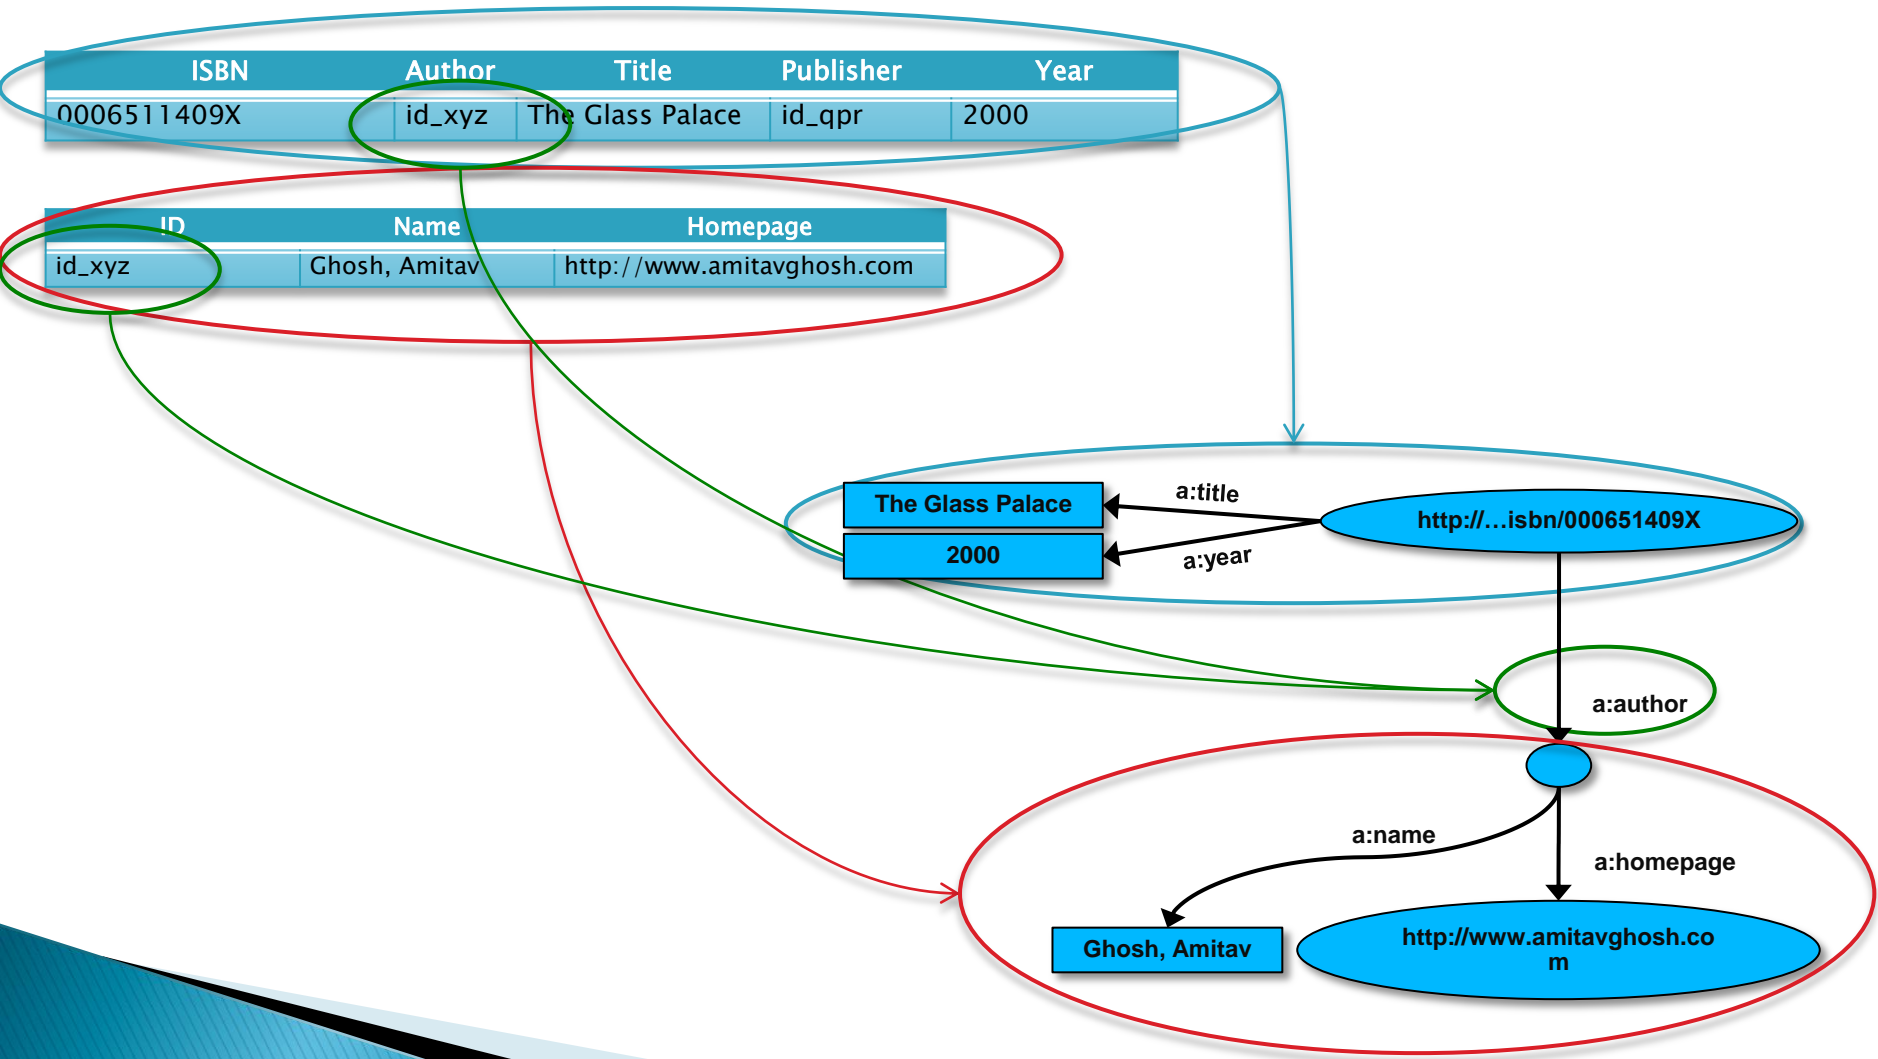 ISBN Author Title Publisher Year
0006511409X id_xyz The Glass Palace id_qpr 2000
ID Name Homepage
id_xyz Ghosh, Amitav http://www.amitavghosh.com
The Glass Palace
a:title
http://…isbn/000651409X
2000
a:year
a:author
a:name
a:homepage
Ghosh, Amitav
http://www.amitavghosh.co
m